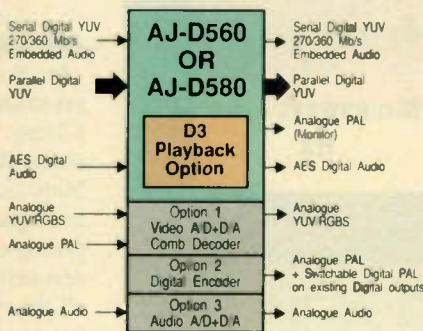 Serial Digital YUV
270/360 Mb/s
Embedded Audio
Parallel Digital
YUV
AES Digital
Audio
Analogue
YUV/RGBS
Analogue PAL
Analogue Audio
AJ-D560
OR
AJ-D580
D3
Playback
Option
Option 1
Video A/D+D/A
Comb Decoder
Option 2
Digital Encoder
Option 3
Audio A/D+D/A
Serial Digital YUV
270/360 Mb/s
Embedded Audio
Parallel Digital
YUV
Analogue PAL
(Monitor)
AES Digital Audio
Analogue
YUV/RGBS
Analogue PAL
+ Switchable Digital PAL
on existing Digital outputs
Analogue Audio